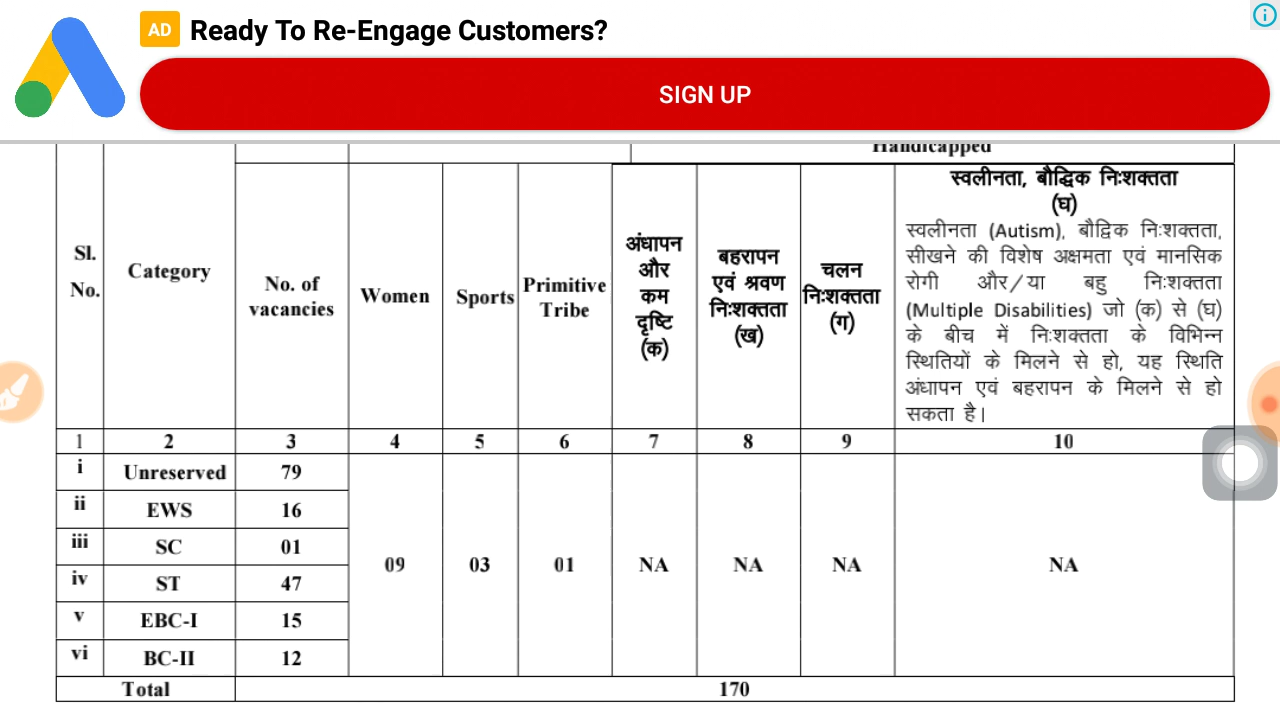 AD Ready To Re-Engage Customers?
SIGN UP
Handicapped
Sl. No.
Category
No. of vacancies
Women
Sports
Primitive Tribe
अंधापन और कम दृष्टि (क)
बहरापन एवं श्रवण निःशक्तता (ख)
चलन निःशक्तता (ग)
स्वलीनता, बौद्धिक निःशक्तता
(घ)
स्वलीनता (Autism), बौद्विक निःशक्तता,
सीखने की विशेष अक्षमता एवं मानसिक
रोगी और/या बहु निःशक्तता
(Multiple Disabilities) जो (क) से (घ)
के बीच में निःशक्तता के विभिन्न
स्थितियों के मिलने से हो, यह स्थिति
अंधापन एवं बहरापन के मिलने से हो
सकता है।
1 2 3 4 5 6 7 8 9 10
i Unreserved 79
ii EWS 16
iii SC 01
iv ST 47
v EBC-I 15
vi BC-II 12
09 03 01 NA NA NA NA
Total 170